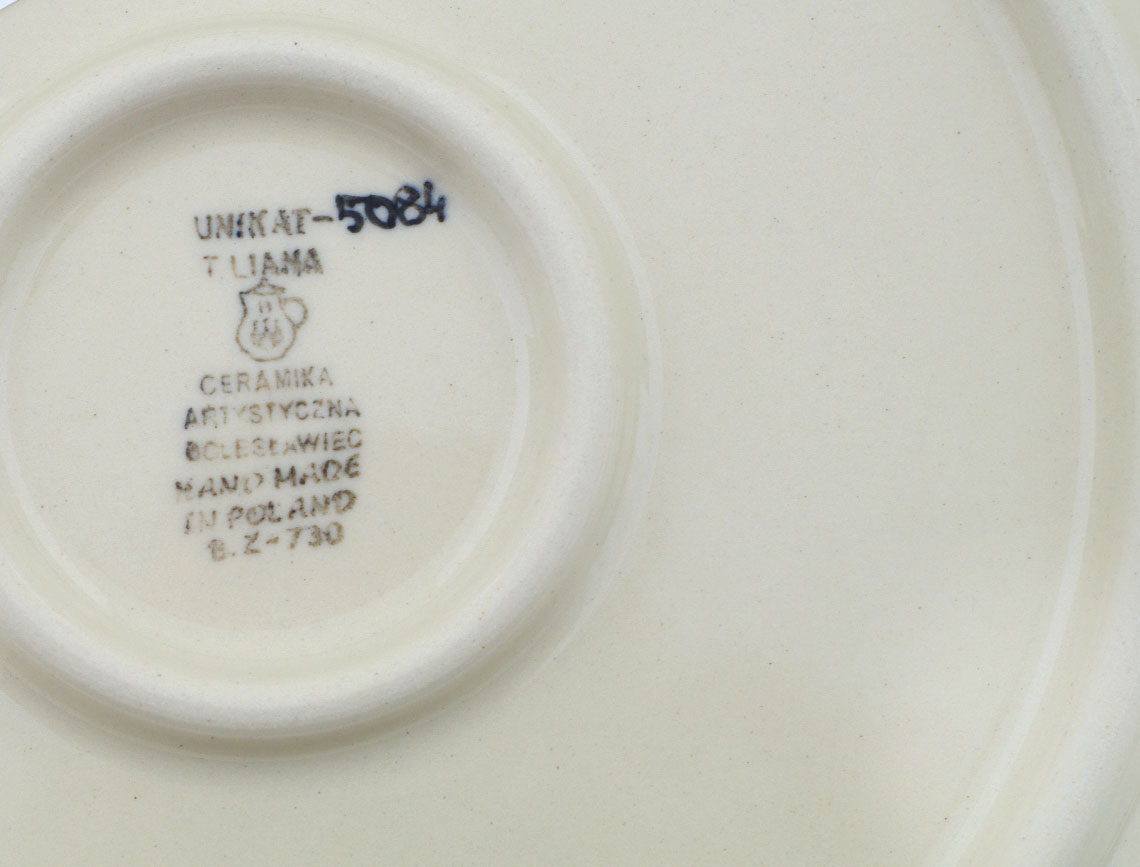 UNIKAT-5084
T LIANA
CERAMIKA
ARTYSTYCZNA
BOLESŁAWIEC
HAND MADE
IN POLAND
B.Z-730